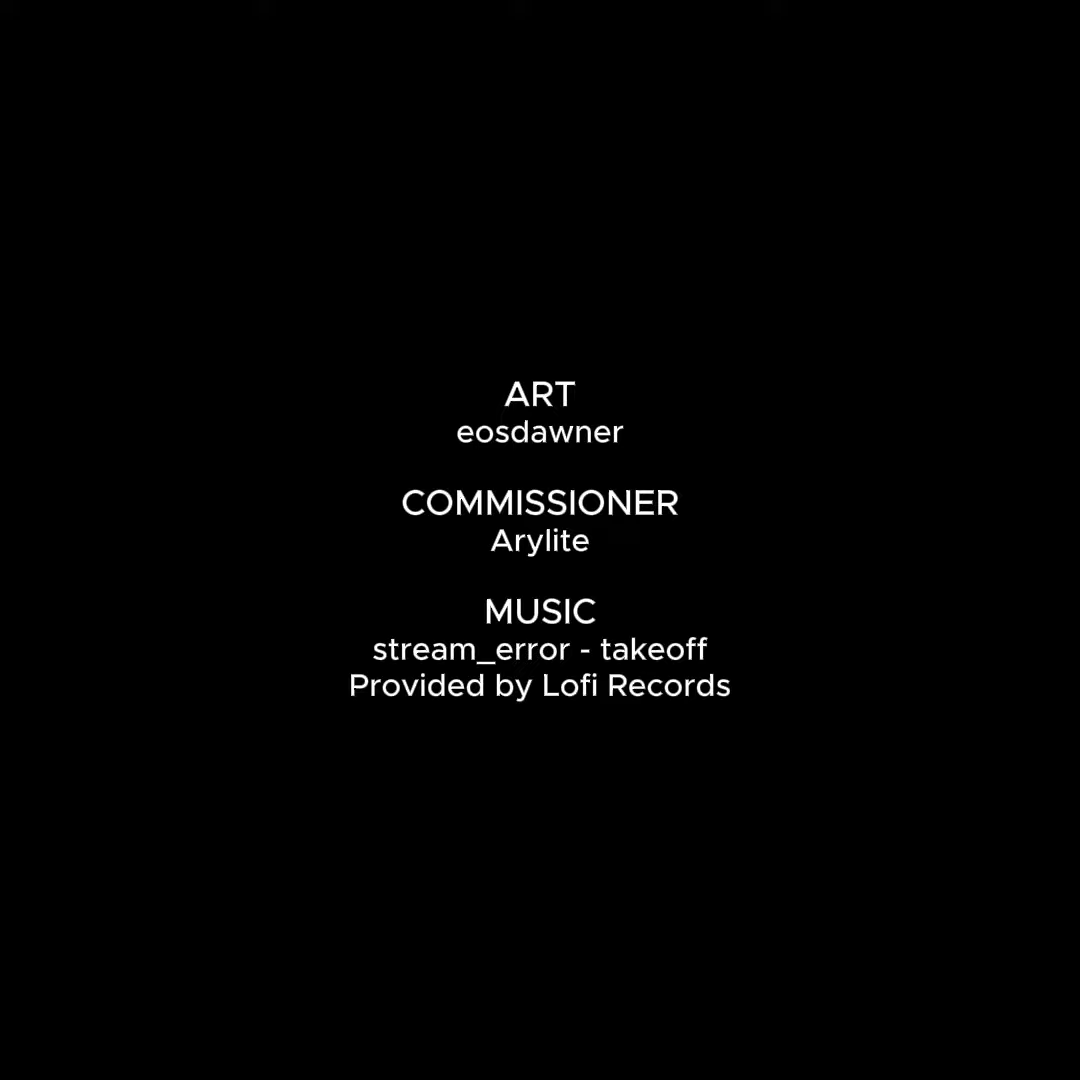 ART
eosdawner
COMMISSIONER
Arylite
MUSIC
stream_error - takeoff
Provided by Lofi Records